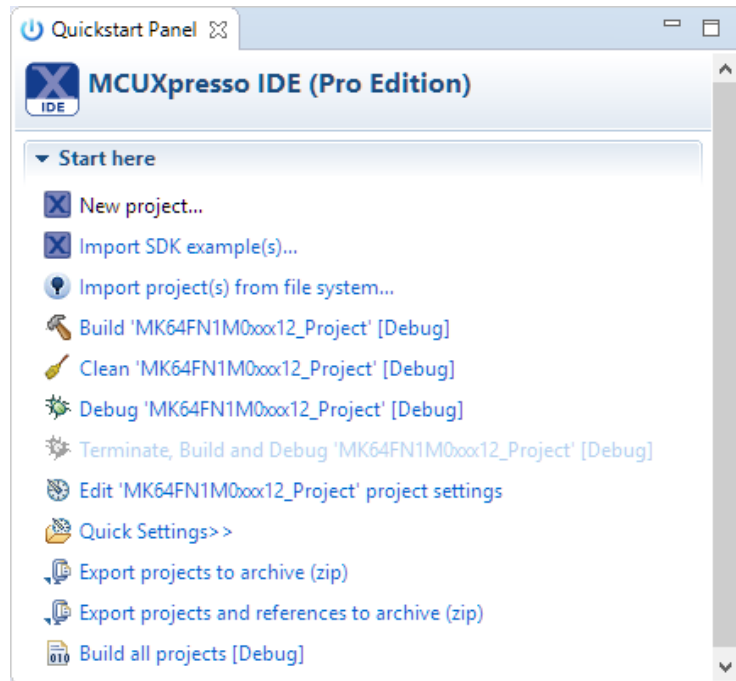 Quickstart Panel
MCUXpresso IDE (Pro Edition)
IDE
Start here
New project...
Import SDK example(s)...
Import project(s) from file system...
Build 'MK64FN1M0xxx12_Project' [Debug]
Clean 'MK64FN1M0xxx12_Project' [Debug]
Debug 'MK64FN1M0xxx12_Project' [Debug]
Terminate, Build and Debug 'MK64FN1M0xxx12_Project' [Debug]
Edit 'MK64FN1M0xxx12_Project' project settings
Quick Settings>>
Export projects to archive (zip)
Export projects and references to archive (zip)
010
Build all projects [Debug]